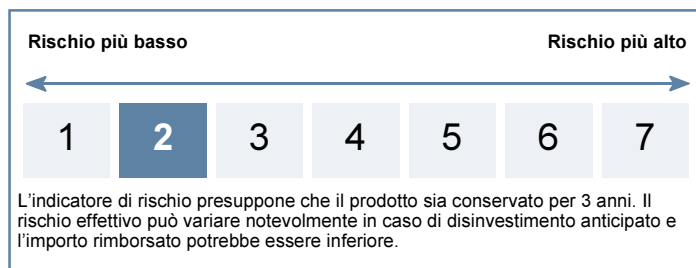 Rischio più basso
Rischio più alto
1 2 3 4 5 6 7
L'indicatore di rischio presuppone che il prodotto sia conservato per 3 anni. Il
rischio effettivo può variare notevolmente in caso di disinvestimento anticipato e
l'importo rimborsato potrebbe essere inferiore.